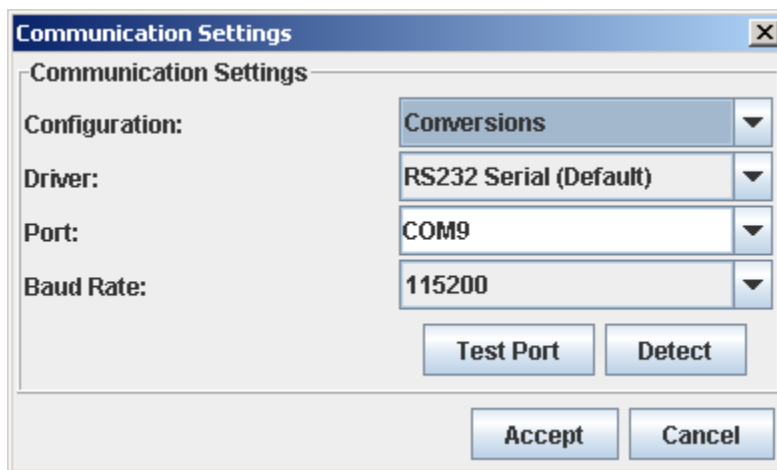 Communication Settings
Communication Settings
Configuration: Conversions
Driver: RS232 Serial (Default)
Port: COM9
Baud Rate: 115200
Test Port Detect
Accept Cancel